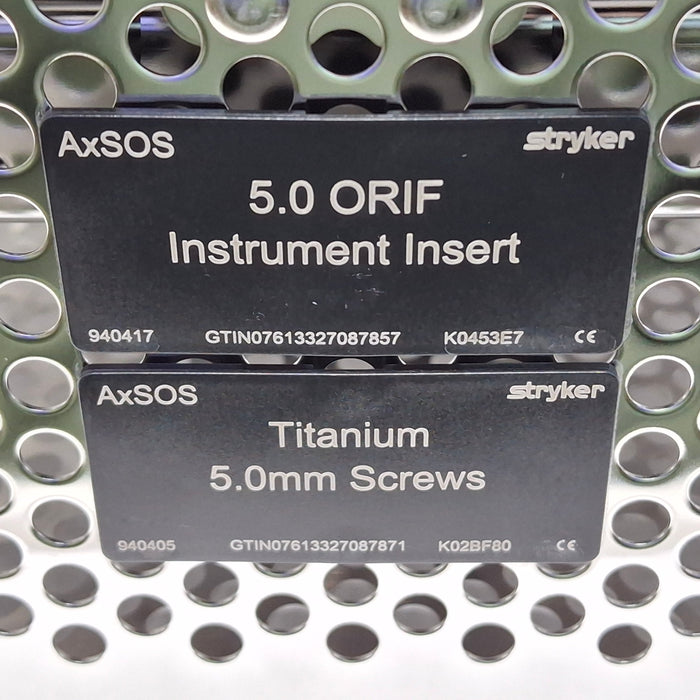 AxSOS stryker
5.0 ORIF
Instrument Insert
940417 GTIN07613327087857 K0453E7 CE
AxSOS stryker
Titanium
5.0mm Screws
940405 GTIN07613327087871 K02BF80 CE